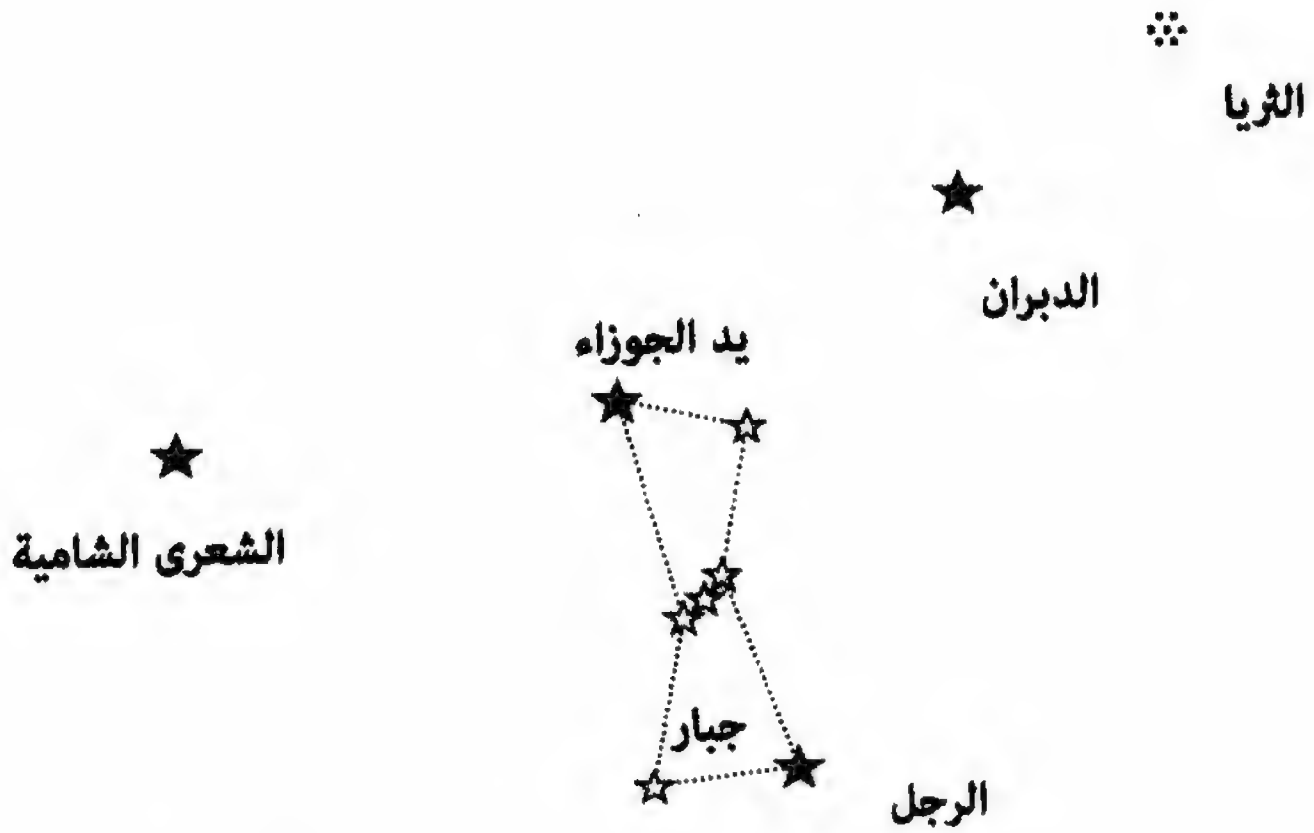 الثريا
الدبران
يد الجوزاء
الشعرى الشامية
جبار
الرجل